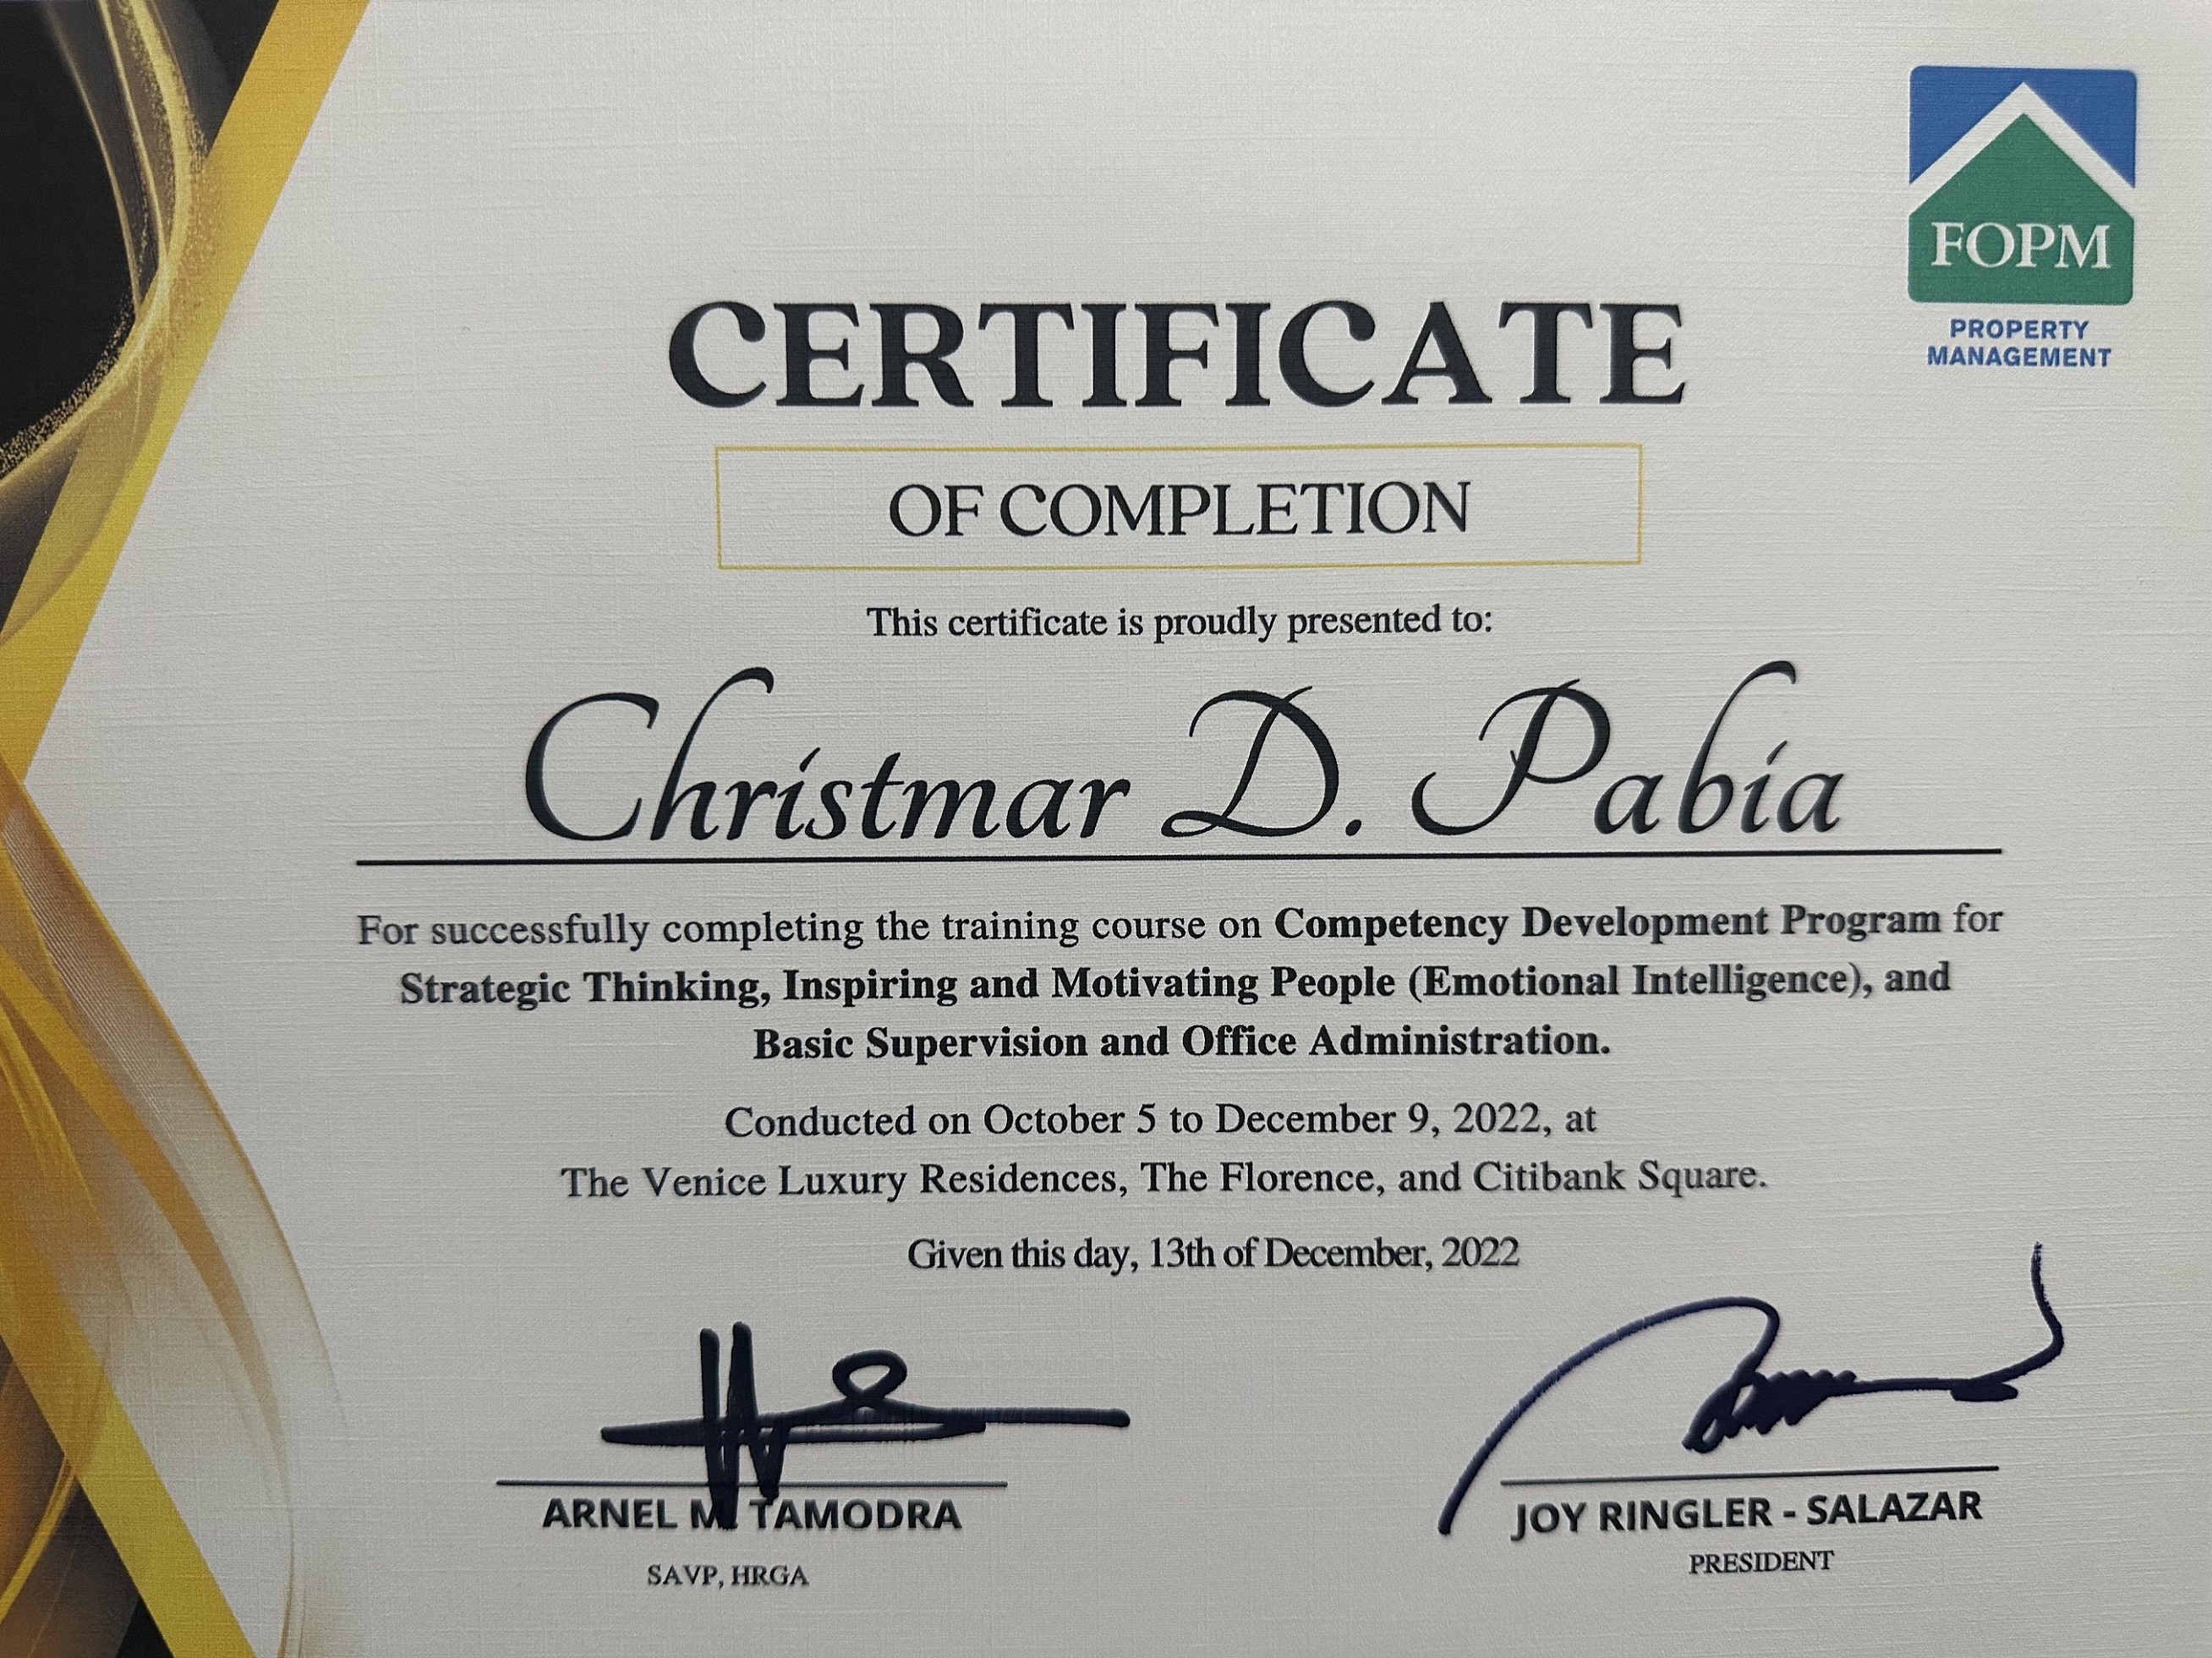 FOPM
PROPERTY
MANAGEMENT
CERTIFICATE
OF COMPLETION
This certificate is proudly presented to:
Christmar D. Pabia
For successfully completing the training course on Competency Development Program for
Strategic Thinking, Inspiring and Motivating People (Emotional Intelligence), and
Basic Supervision and Office Administration.
Conducted on October 5 to December 9, 2022, at
The Venice Luxury Residences, The Florence, and Citibank Square.
Given this day, 13th of December, 2022
ARNEL M. TAMODRA
SAVP, HRGA
JOY RINGLER - SALAZAR
PRESIDENT